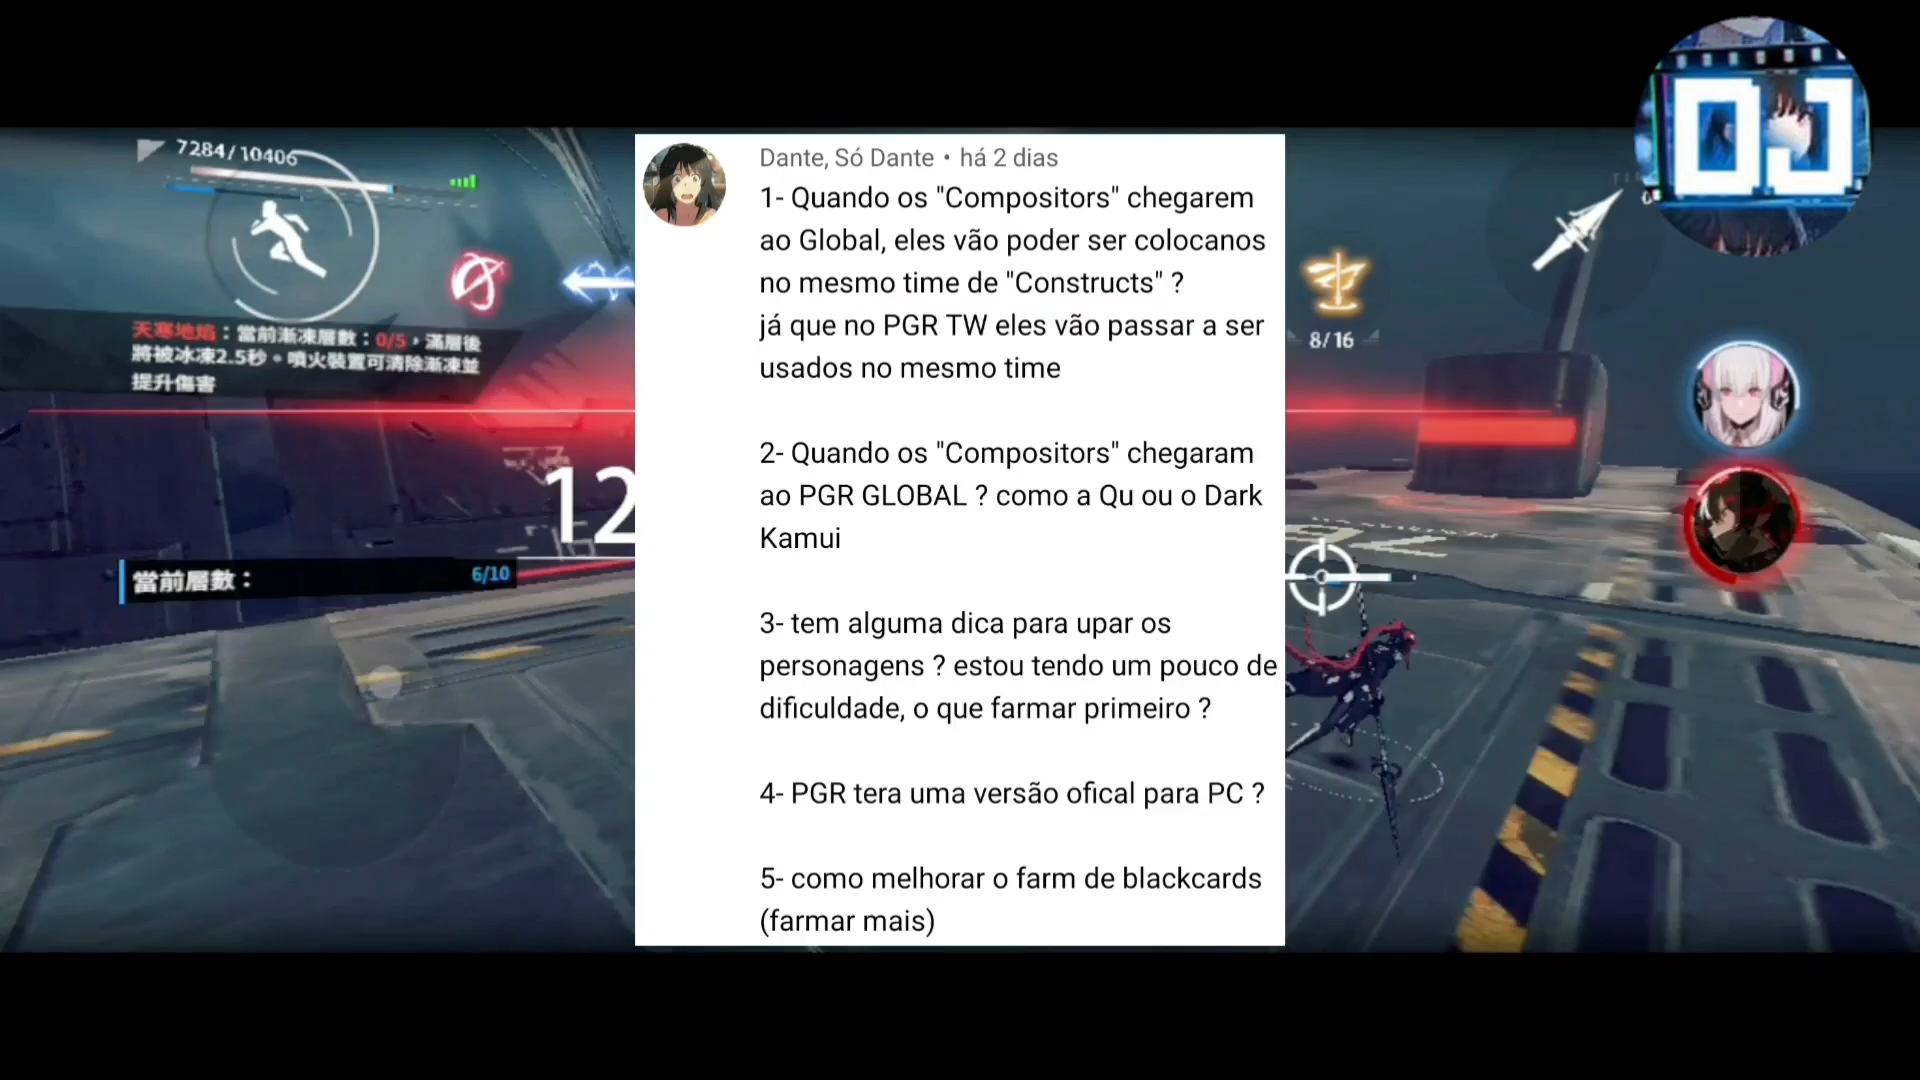 7284/10406
天寒地焰：當前漸凍層數：0/5，滿層後
將被冰凍2.5秒。噴火裝置可清除漸凍並
提升傷害
12
當前層數：
6/10
Dante, Só Dante • há 2 dias
1- Quando os "Compositors" chegarem
ao Global, eles vão poder ser colocanos
no mesmo time de "Constructs" ?
já que no PGR TW eles vão passar a ser
usados no mesmo time
2- Quando os "Compositors" chegaram
ao PGR GLOBAL ? como a Qu ou o Dark
Kamui
3- tem alguma dica para upar os
personagens ? estou tendo um pouco de
dificuldade, o que farmar primeiro ?
4- PGR tera uma versão ofical para PC ?
5- como melhorar o farm de blackcards
(farmar mais)
8/16
DJ